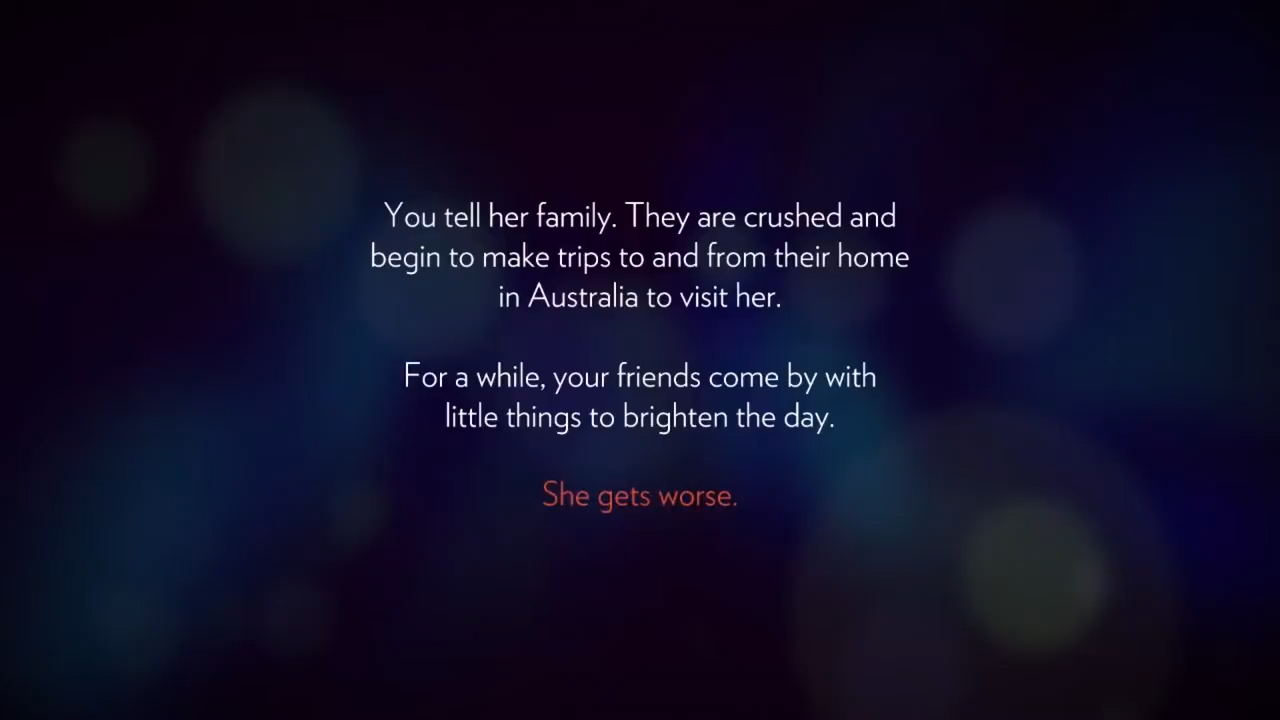 You tell her family. They are crushed and
begin to make trips to and from their home
in Australia to visit her.
For a while, your friends come by with
little things to brighten the day.
She gets worse.